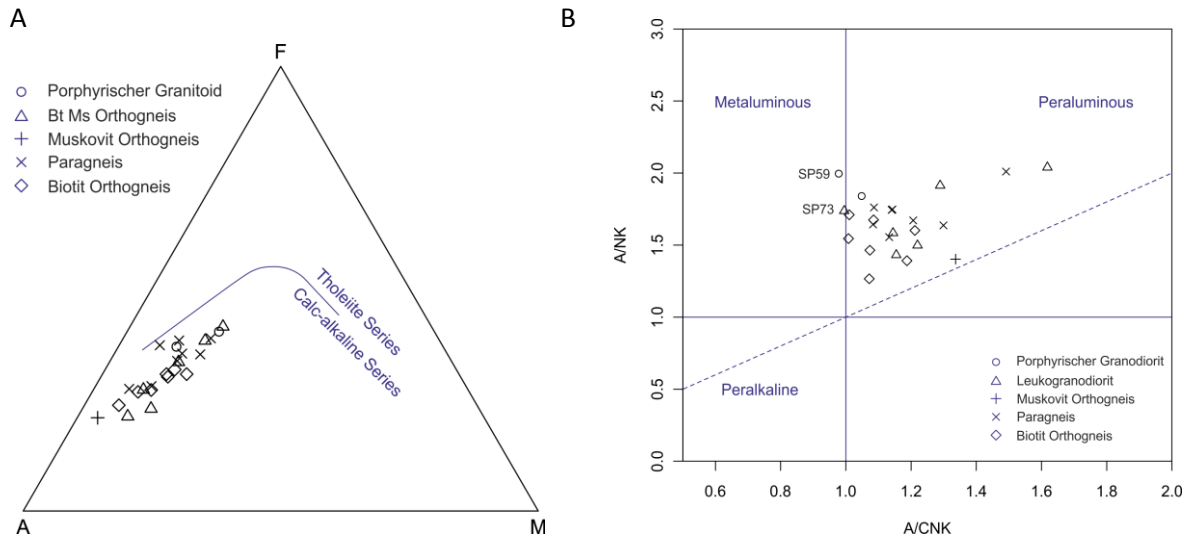 A
F
Porphyrischer Granitoid
Bt Ms Orthogneis
Muskovit Orthogneis
Paragneis
Biotit Orthogneis
Tholeiite Series
Calc-alkaline Series
A
M
B
3.0
2.5
2.0
1.5
1.0
0.5
0.0
A/NK
Metaluminous
Peraluminous
SP59
SP73
Peralkaline
Porphyrischer Granodiorit
Leukogranodiorit
Muskovit Orthogneis
Paragneis
Biotit Orthogneis
0.6
0.8
1.0
1.2
1.4
1.6
1.8
2.0
A/CNK